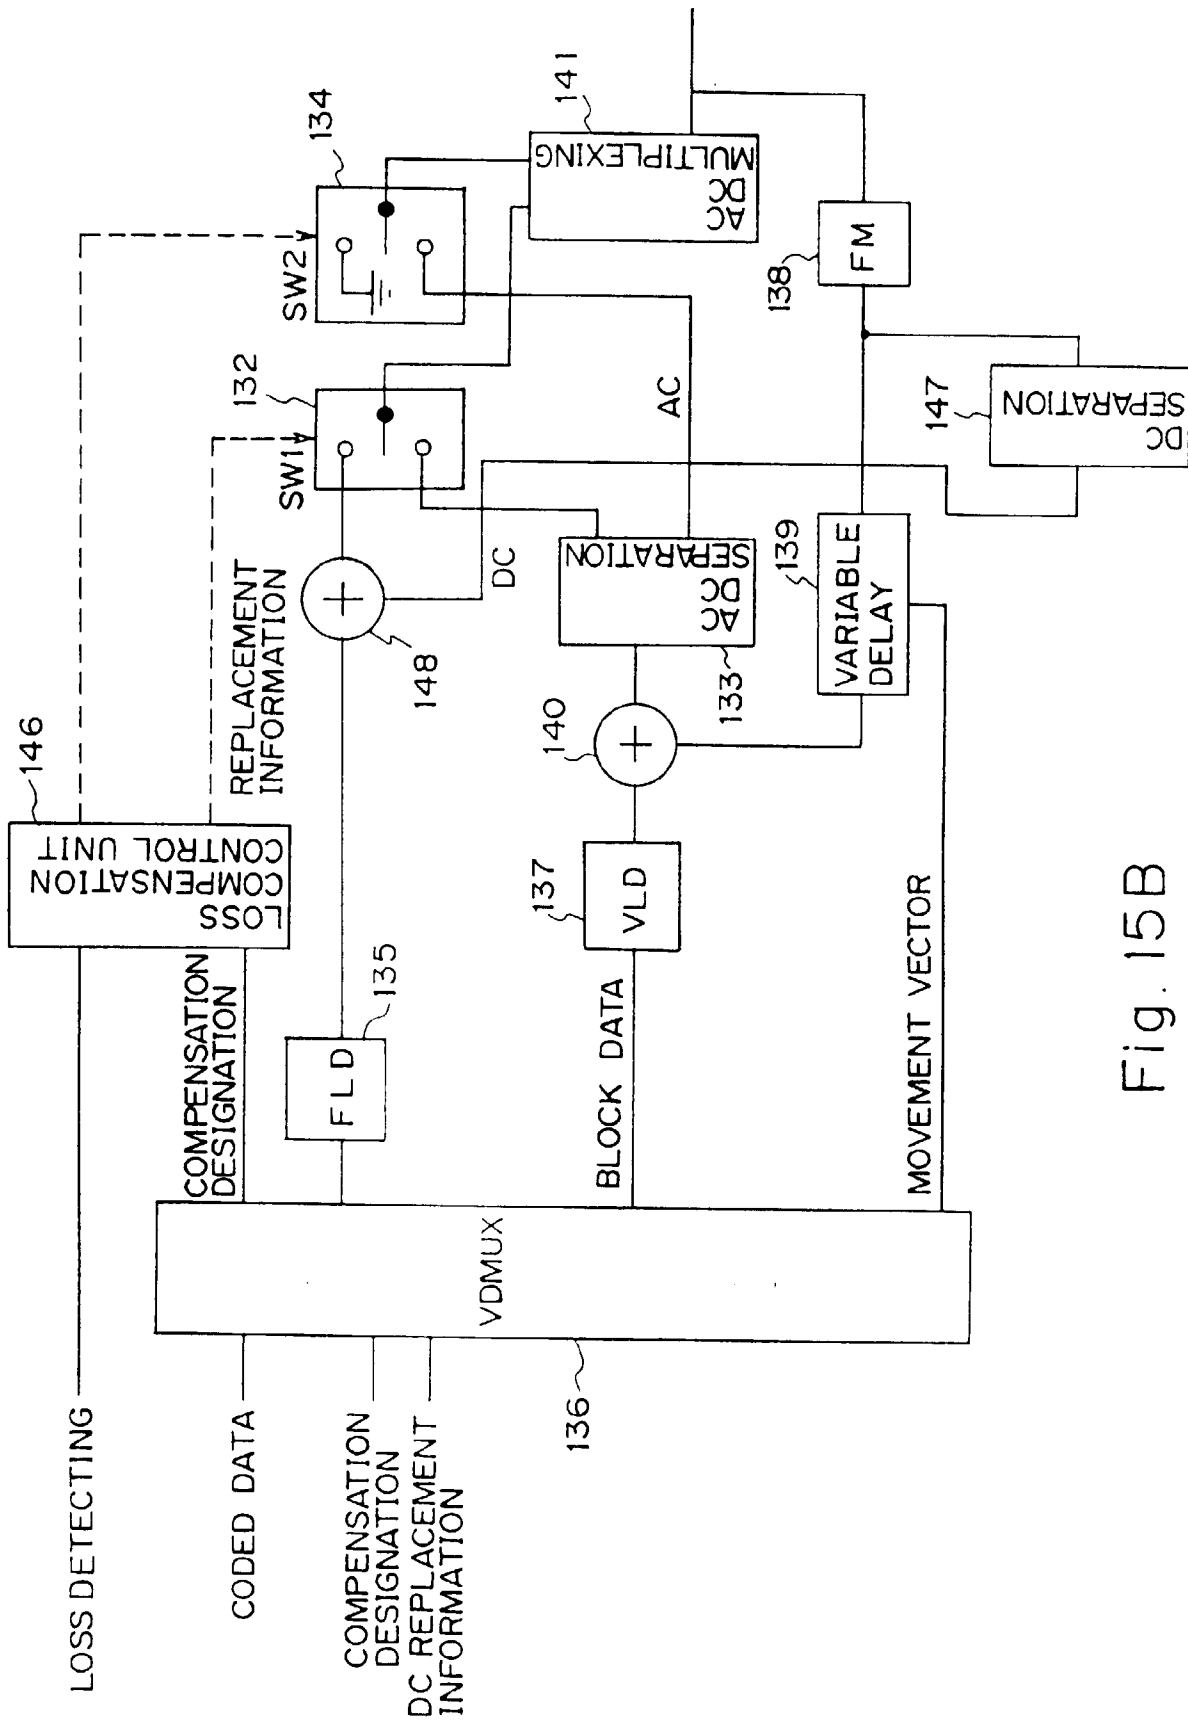 LOSS DETECTING
CODED DATA
COMPENSATION
DESIGNATION
DC REPLACEMENT
INFORMATION
136
VDMUX
COMPENSATION
DESIGNATION
FLD
135
BLOCK DATA
MOVEMENT VECTOR
LOSS
COMPENSATION
CONTROL UNIT
146
REPLACEMENT
INFORMATION
148
VLD
137
140
AC
DC
SEPARATION
133
VARIABLE
DELAY
139
DC
SW1
132
SW2
134
AC
AC
DC
MULTIPLEXING
141
FM
138
DC
SEPARATION
147
Fig. 15B